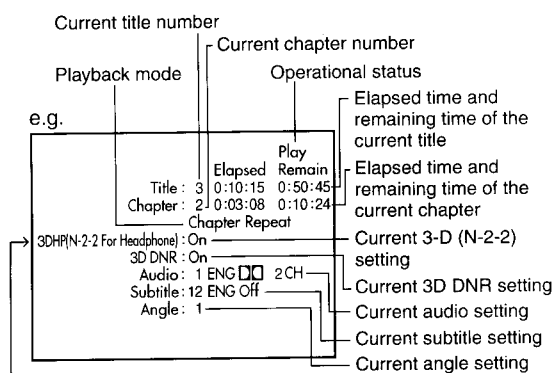 Current title number
Current chapter number
Playback mode
Operational status
e.g.
Play
Elapsed Remain
Title : 3 0:10:15 0:50:45
Chapter : 2 0:03:08 0:10:24
Chapter Repeat
3DHP(N-2-2 For Headphone) : On
3D DNR : On
Audio : 1 ENG 2 CH
Subtitle : 12 ENG Off
Angle : 1
Elapsed time and
remaining time of the
current title
Elapsed time and
remaining time of the
current chapter
Current 3-D (N-2-2)
setting
Current 3D DNR setting
Current audio setting
Current subtitle setting
Current angle setting